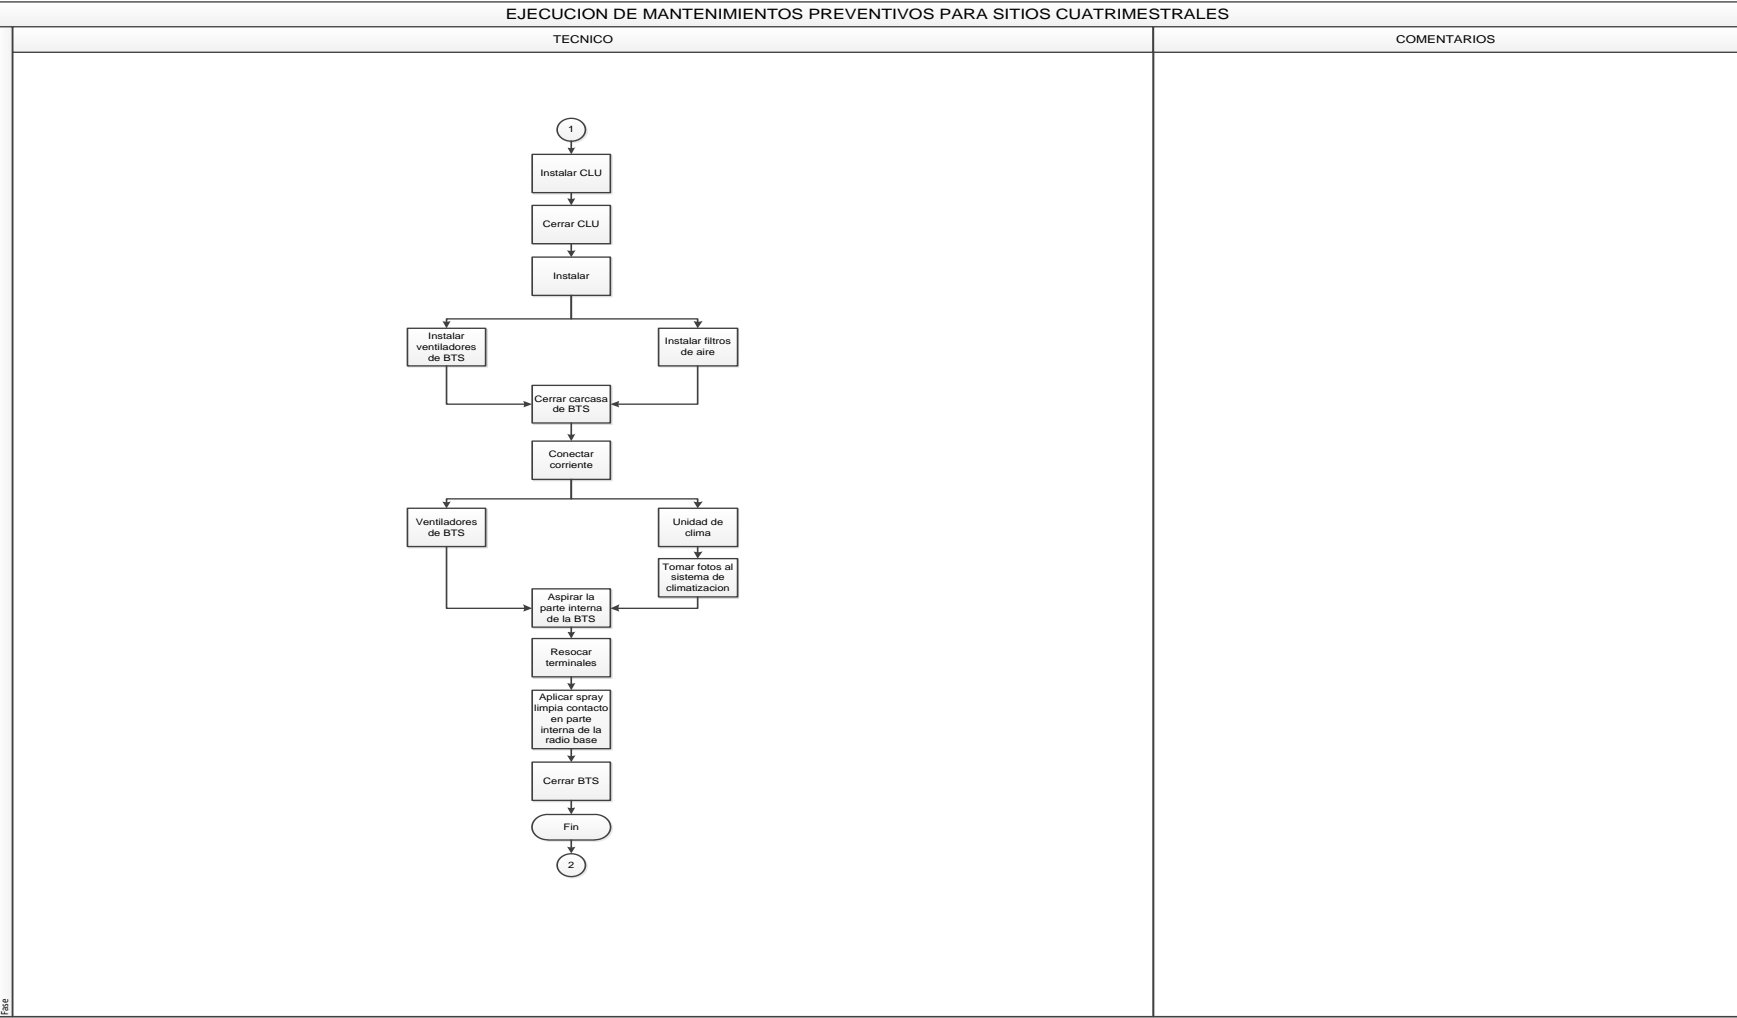 EJECUCION DE MANTENIMIENTOS PREVENTIVOS PARA SITIOS CUATRIMESTRALES
TECNICO
COMENTARIOS
1
Instalar CLU
Cerrar CLU
Instalar
Instalar
ventiladores
de BTS
Instalar filtros
de aire
Cerrar carcasa
de BTS
Conectar
corriente
Ventiladores
de BTS
Unidad de
clima
Tomar fotos al
sistema de
climatizacion
Aspirar la
parte interna
de la BTS
Resocar
terminales
Aplicar spray
limpia contacto
en parte
interna de la
radio base
Cerrar BTS
Fin
2
Fase